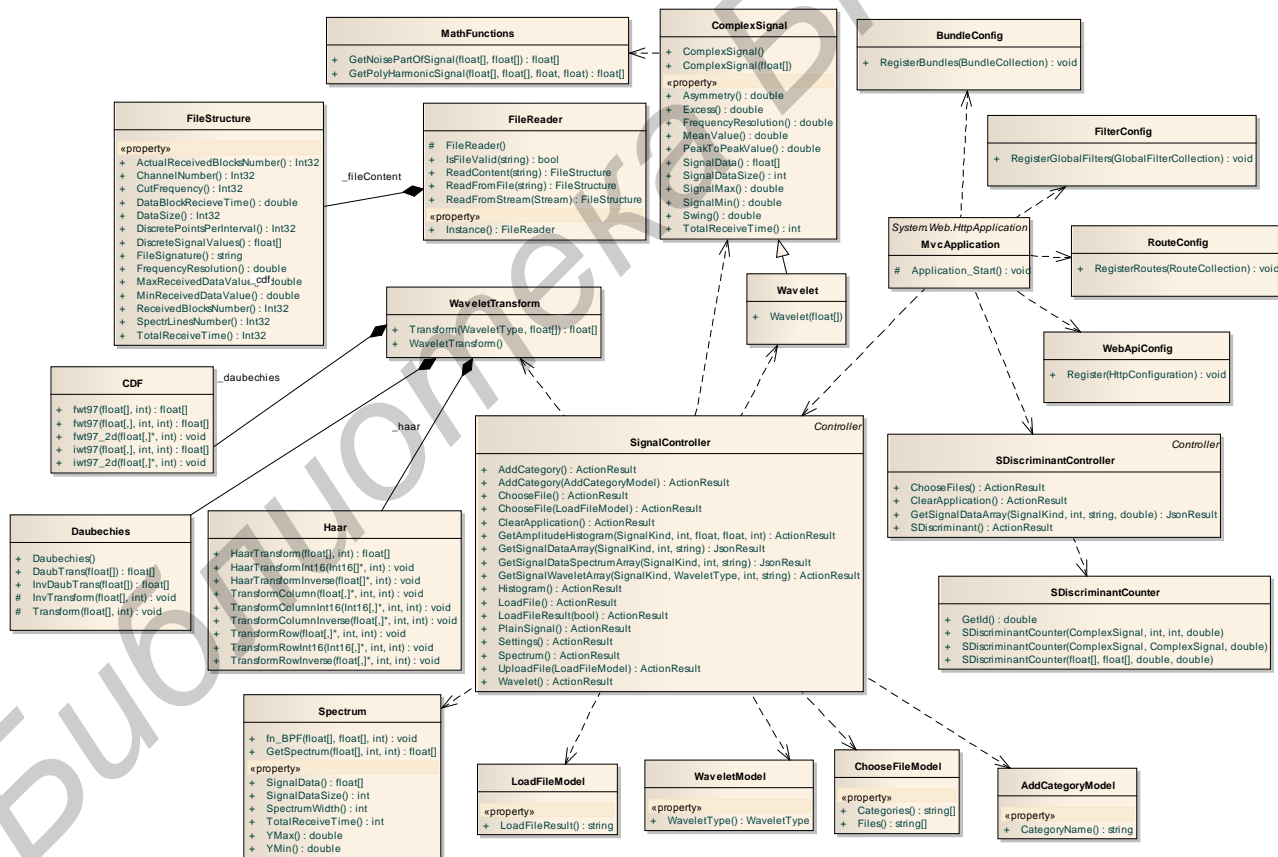 MathFunctions
+ GetNoisePartOfSignal(float[], float[]) : float[]
+ GetPolyHarmonicSignal(float[], float[], float, float) : float[]
ComplexSignal
+ ComplexSignal()
+ ComplexSignal(float[])
«property»
+ Asymmetry() : double
+ Excess() : double
+ FrequencyResolution() : double
+ MeanValue() : double
+ PeakToPeakValue() : double
+ SignalData() : float[]
+ SignalDataSize() : int
+ SignalMax() : double
+ SignalMin() : double
+ Swing() : double
+ TotalReceiveTime() : int
BundleConfig
+ RegisterBundles(BundleCollection) : void
FilterConfig
+ RegisterGlobalFilters(GlobalFilterCollection) : void
FileStructure
«property»
+ ActualReceivedBlocksNumber() : Int32
+ ChannelNumber() : Int32
+ CutFrequency() : Int32
+ DataBlockRecieveTime() : double
+ DataSize() : Int32
+ DiscretePointsPerInterval() : Int32
+ DiscreteSignalValues() : float[]
+ FileSignature() : string
+ FrequencyResolution() : double
+ MaxReceivedDataValue double
_cdf
+ MinReceivedDataValue() : double
+ ReceivedBlocksNumber() : Int32
+ SpectrLinesNumber() : Int32
+ TotalReceiveTime() : Int32
_fileContent
FileReader
# FileReader()
+ IsFileValid(string) : bool
+ ReadContent(string) : FileStructure
+ ReadFromFile(string) : FileStructure
+ ReadFromStream(Stream) : FileStructure
«property»
+ Instance() : FileReader
System.Web.HttpApplication
MvcApplication
# Application_Start() : void
RouteConfig
+ RegisterRoutes(RouteCollection) : void
Wavelet
+ Wavelet(float[])
WaveletTransform
+ Transform(WaveletType, float[]) : float[]
+ WaveletTransform()
WebApiConfig
+ Register(HttpConfiguration) : void
CDF
+ fwt97(float[], int) : float[]
+ fwt97(float[,], int, int) : float[]
+ fwt97_2d(float[,]*, int) : void
+ iwt97(float[,], int, int) : float[]
+ iwt97_2d(float[,]*, int) : void
_daubechies
_haar
Controller
SignalController
+ AddCategory() : ActionResult
+ AddCategory(AddCategoryModel) : ActionResult
+ ChooseFile() : ActionResult
+ ChooseFile(LoadFileModel) : ActionResult
+ ClearApplication() : ActionResult
+ GetAmplitudeHistogram(SignalKind, int, float, float, int) : ActionResult
+ GetSignalDataArray(SignalKind, int, string) : JsonResult
+ GetSignalDataSpectrumArray(SignalKind, int, string) : JsonResult
+ GetSignalWaveletArray(SignalKind, WaveletType, int, string) : ActionResult
+ Histogram() : ActionResult
+ LoadFile() : ActionResult
+ LoadFileResult(bool) : ActionResult
+ PlainSignal() : ActionResult
+ Settings() : ActionResult
+ Spectrum() : ActionResult
+ UploadFile(LoadFileModel) : ActionResult
+ Wavelet() : ActionResult
Controller
SDiscriminantController
+ ChooseFiles() : ActionResult
+ ClearApplication() : ActionResult
+ GetSignalDataArray(SignalKind, int, string, double) : JsonResult
+ SDiscriminant() : ActionResult
Daubechies
+ Daubechies()
+ DaubTrans(float[]) : float[]
+ InvDaubTrans(float[]) : float[]
# InvTransform(float[], int) : void
# Transform(float[], int) : void
Haar
+ HaarTransform(float[], int) : float[]
+ HaarTransformInt16(Int16[]*, int) : void
+ HaarTransformInverse(float[]*, int) : void
+ TransformColumn(float[,]*, int, int) : void
+ TransformColumnInt16(Int16[,]*, int, int) : void
+ TransformColumnInverse(float[,]*, int, int) : void
+ TransformRow(float[,]*, int, int) : void
+ TransformRowInt16(Int16[,]*, int, int) : void
+ TransformRowInverse(float[,]*, int, int) : void
SDiscriminantCounter
+ GetId() : double
+ SDiscriminantCounter(ComplexSignal, int, int, double)
+ SDiscriminantCounter(ComplexSignal, ComplexSignal, double)
+ SDiscriminantCounter(float[], float[], double, double)
Spectrum
+ fn_BPF(float[], float[], int) : void
+ GetSpectrum(float[], int, int) : float[]
«property»
+ SignalData() : float[]
+ SignalDataSize() : int
+ SpectrumWidth() : int
+ TotalReceiveTime() : int
+ YMax() : double
+ YMin() : double
LoadFileModel
«property»
+ LoadFileResult() : string
WaveletModel
«property»
+ WaveletType() : WaveletType
ChooseFileModel
«property»
+ Categories() : string[]
+ Files() : string[]
AddCategoryModel
«property»
+ CategoryName() : string
Библиотека